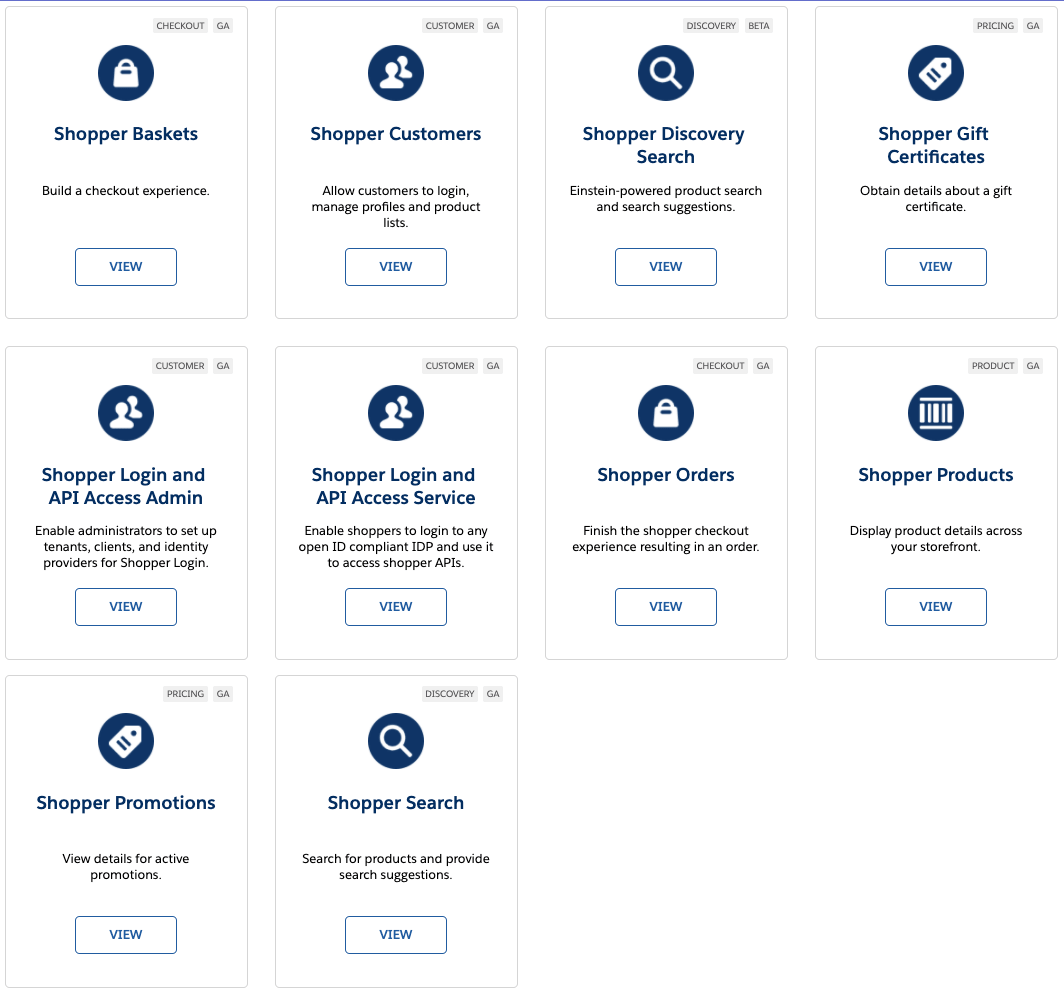 CHECKOUT GA
Shopper Baskets
Build a checkout experience.
VIEW
CUSTOMER GA
Shopper Customers
Allow customers to login,
manage profiles and product
lists.
VIEW
DISCOVERY BETA
Shopper Discovery
Search
Einstein-powered product search
and search suggestions.
VIEW
PRICING GA
Shopper Gift
Certificates
Obtain details about a gift
certificate.
VIEW
CUSTOMER GA
Shopper Login and
API Access Admin
Enable administrators to set up
tenants, clients, and identity
providers for Shopper Login.
VIEW
CUSTOMER GA
Shopper Login and
API Access Service
Enable shoppers to login to any
open ID compliant IDP and use it
to access shopper APIs.
VIEW
CHECKOUT GA
Shopper Orders
Finish the shopper checkout
experience resulting in an order.
VIEW
PRODUCT GA
Shopper Products
Display product details across
your storefront.
VIEW
PRICING GA
Shopper Promotions
View details for active
promotions.
VIEW
DISCOVERY GA
Shopper Search
Search for products and provide
search suggestions.
VIEW